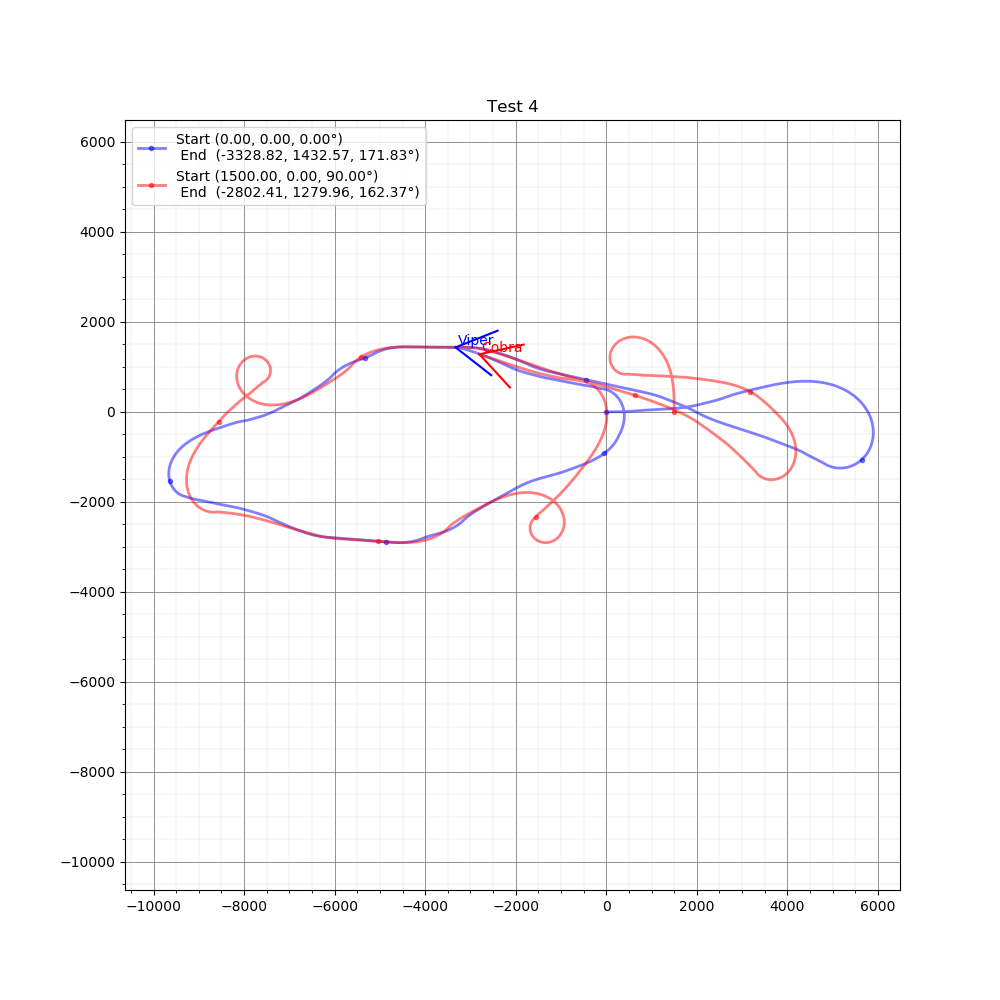 Test 4
Start (0.00, 0.00, 0.00°)
End  (-3328.82, 1432.57, 171.83°)
Start (1500.00, 0.00, 90.00°)
End  (-2802.41, 1279.96, 162.37°)
6000
4000
2000
Viper
Cobra
0
−2000
−4000
−6000
−8000
−10000
−10000 −8000 −6000 −4000 −2000 0 2000 4000 6000